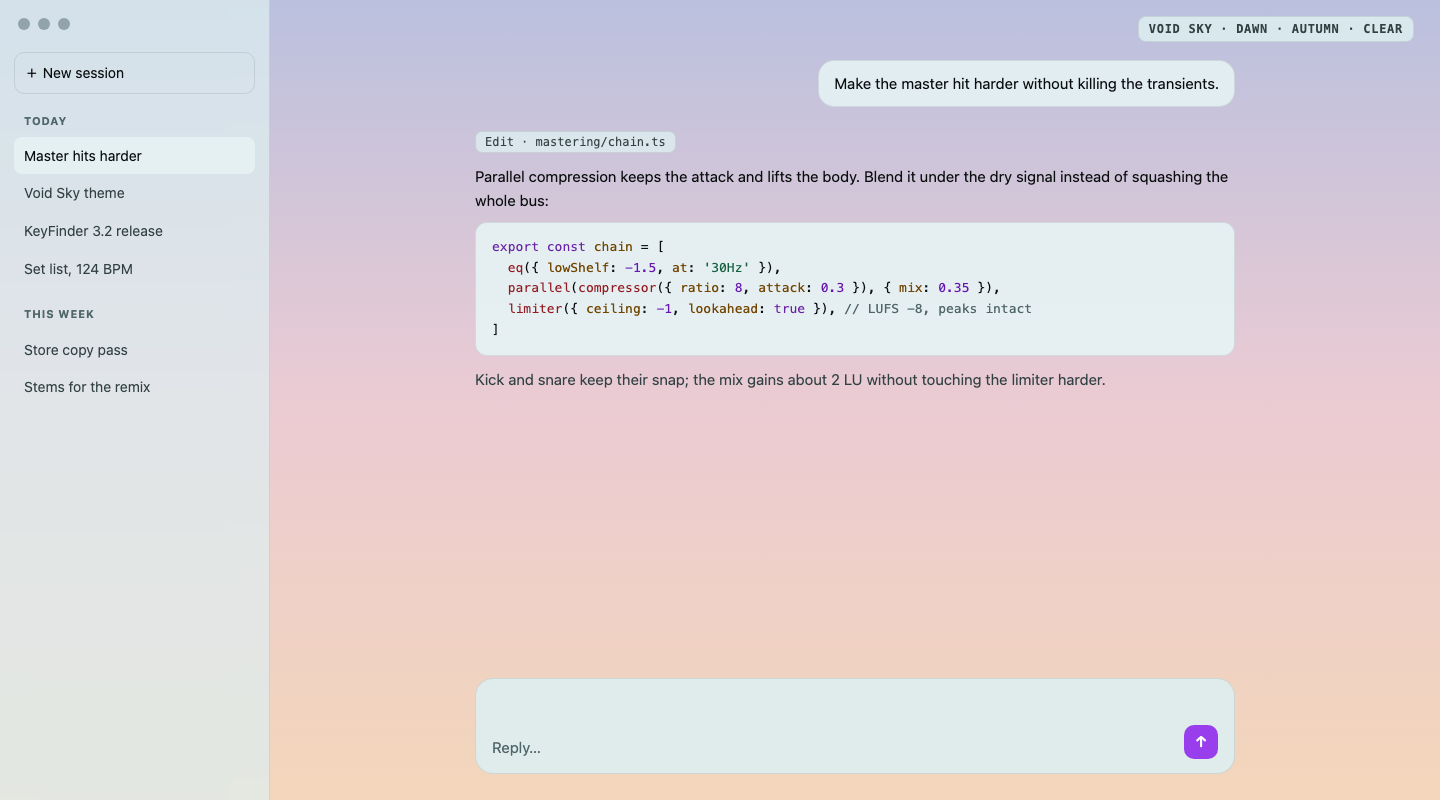 + New session
TODAY
Master hits harder
Void Sky theme
KeyFinder 3.2 release
Set list, 124 BPM
THIS WEEK
Store copy pass
Stems for the remix
VOID SKY · DAWN · AUTUMN · CLEAR
Make the master hit harder without killing the transients.
Edit · mastering/chain.ts
Parallel compression keeps the attack and lifts the body. Blend it under the dry signal instead of squashing the
whole bus:
export const chain = [
  eq({ lowShelf: −1.5, at: '30Hz' }),
  parallel(compressor({ ratio: 8, attack: 0.3 }), { mix: 0.35 }),
  limiter({ ceiling: −1, lookahead: true }), // LUFS −8, peaks intact
]
Kick and snare keep their snap; the mix gains about 2 LU without touching the limiter harder.
Reply...